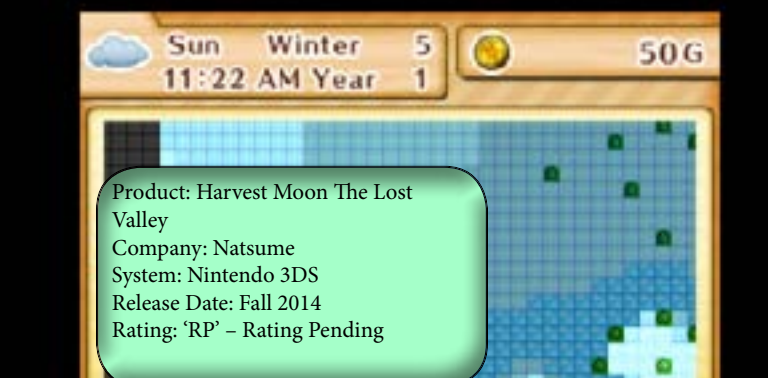 Sun Winter 5
50G
11:22 AM Year 1
Product: Harvest Moon The Lost
Valley
Company: Natsume
System: Nintendo 3DS
Release Date: Fall 2014
Rating: ‘RP’ – Rating Pending